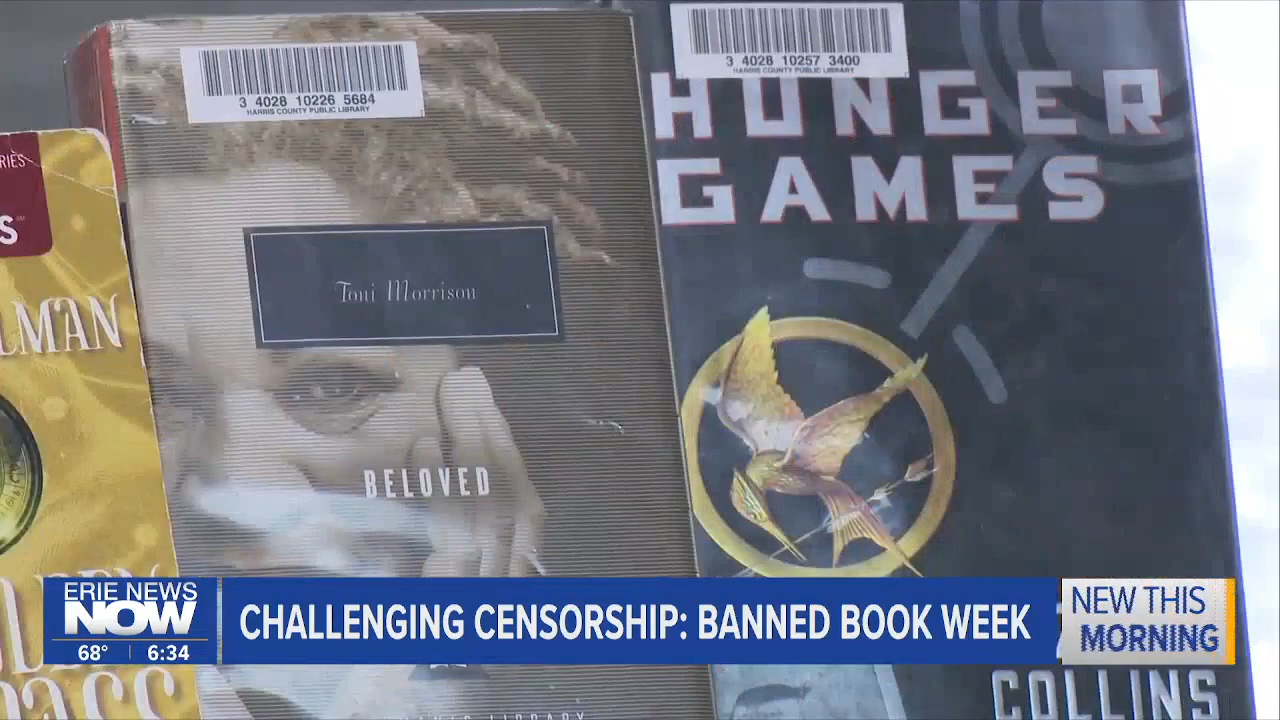 3 4028 10226 5684
HARRIS COUNTY PUBLIC LIBRARY
3 4028 10257 3400
HARRIS COUNTY PUBLIC LIBRARY
HUNGER
GAMES
Toni Morrison
BELOVED
COLLINS
LIBRARY
ERIE NEWS
NOW
68° 6:34
CHALLENGING CENSORSHIP: BANNED BOOK WEEK
NEW THIS
MORNING